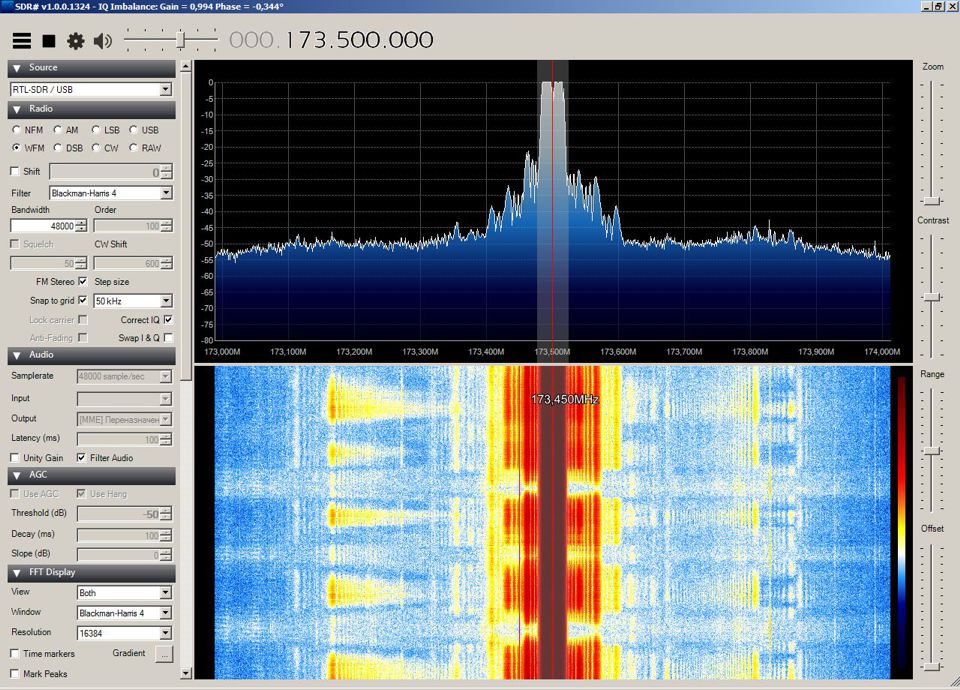 SDR# v1.0.0.1324 - IQ Imbalance: Gain = 0,994 Phase = -0,344°
000.173.500.000
Source
RTL-SDR / USB
Radio
NFM AM LSB USB
WFM DSB CW RAW
Shift 0
Filter Blackman-Harris 4
Bandwidth Order
48000 100
Squelch CW Shift
50 600
FM Stereo Step size
Snap to grid 50 kHz
Lock carrier Correct IQ
Anti-Fading Swap I & Q
Audio
Samplerate 48000 sample/sec
Input
Output [MME] Переназначен
Latency (ms) 100
Unity Gain Filter Audio
AGC
Use AGC Use Hang
Threshold (dB) -50
Decay (ms) 100
Slope (dB) 0
FFT Display
View Both
Window Blackman-Harris 4
Resolution 16384
Time markers Gradient ...
Mark Peaks
0
-5
-10
-15
-20
-25
-30
-35
-40
-45
-50
-55
-60
-65
-70
-75
-80
173,000M 173,100M 173,200M 173,300M 173,400M 173,500M 173,600M 173,700M 173,800M 173,900M 174,000M
173,450MHz
Zoom
Contrast
Range
Offset